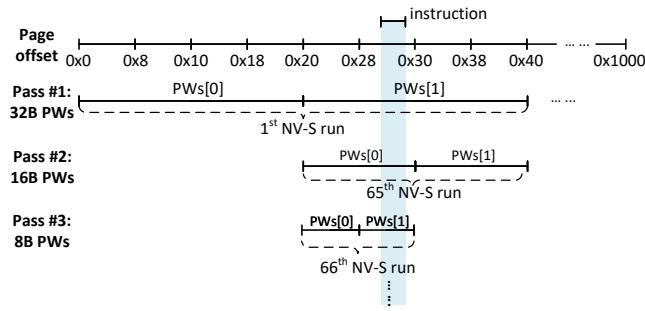 instruction
Page
offset
0x0 0x8 0x10 0x18 0x20 0x28 0x30 0x38 0x40 ... ... 0x1000
Pass #1:
32B PWs
PWs[0] PWs[1] ... ...
1st NV-S run
Pass #2:
16B PWs
PWs[0] PWs[1]
65th NV-S run
Pass #3:
8B PWs
PWs[0] PWs[1]
66th NV-S run